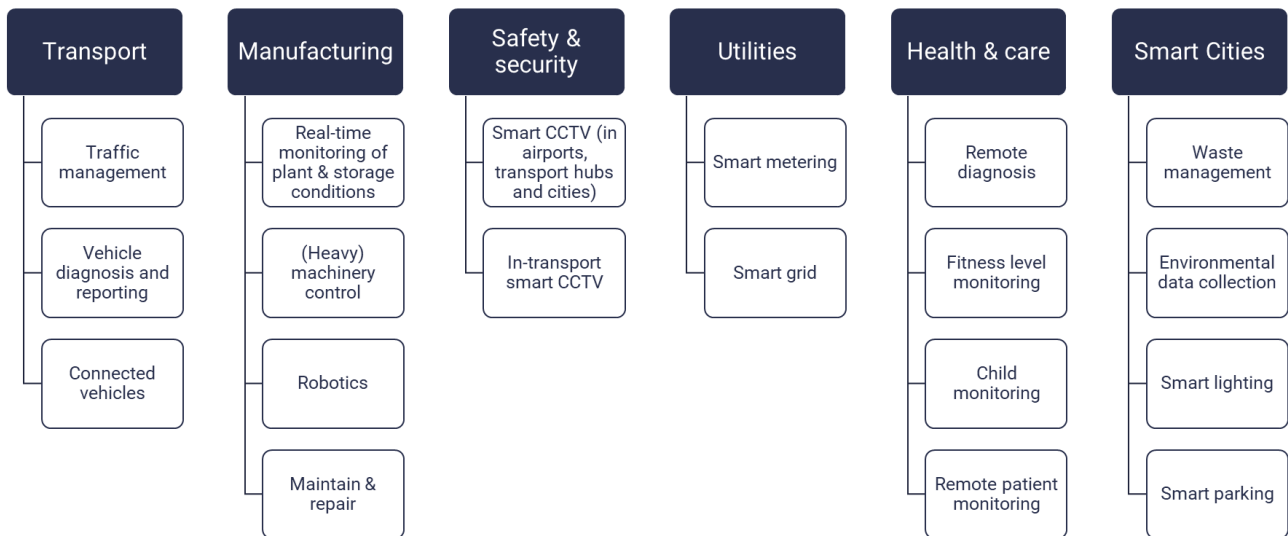 Transport
Traffic
management
Vehicle
diagnosis and
reporting
Connected
vehicles
Manufacturing
Real-time
monitoring of
plant & storage
conditions
(Heavy)
machinery
control
Robotics
Maintain &
repair
Safety &
security
Smart CCTV (in
airports,
transport hubs
and cities)
In-transport
smart CCTV
Utilities
Smart metering
Smart grid
Health & care
Remote
diagnosis
Fitness level
monitoring
Child
monitoring
Remote patient
monitoring
Smart Cities
Waste
management
Environmental
data collection
Smart lighting
Smart parking